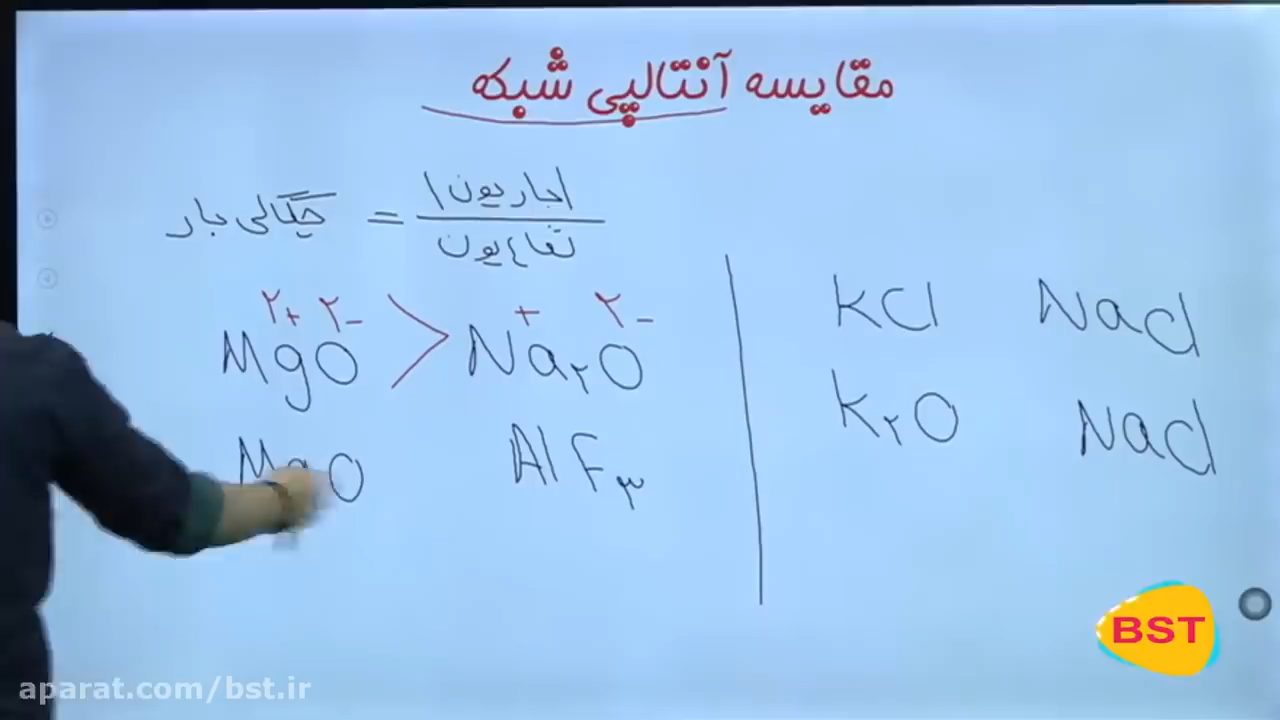 مقایسه آنتالپی شبکه
چگالی بار = |بار یون| / شعاع یون
۲+ ۲- + ۲-
MgO > Na₂O
MgO AlF₃
KCl NaCl
K₂O NaCl
BST
aparat.com/bst.ir